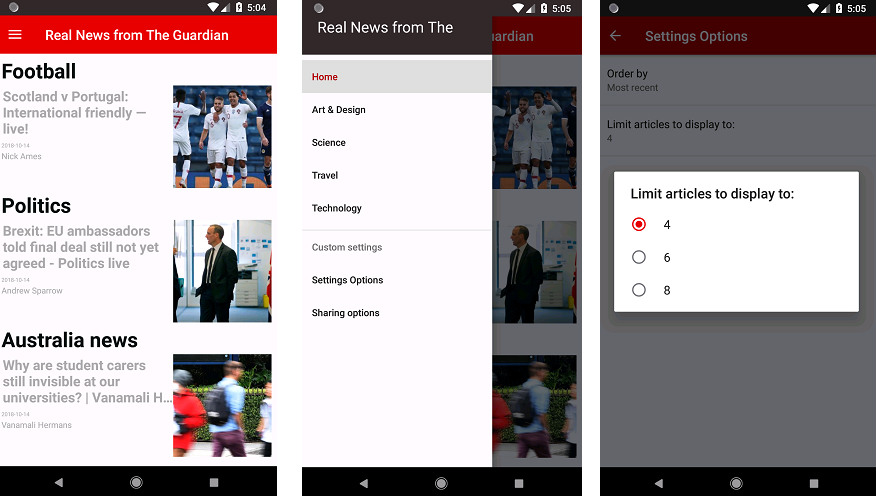 5:04
Real News from The Guardian
Football
Scotland v Portugal:
International friendly —
live!
2018-10-14
Nick Ames
Politics
Brexit: EU ambassadors
told final deal still not yet
agreed - Politics live
2018-10-14
Andrew Sparrow
Australia news
Why are student carers
still invisible at our
universities? | Vanamali H…
2018-10-14
Vanamali Hermans
5:05
Real News from The
uardian
Home
Art & Design
Science
Travel
Technology
Custom settings
Settings Options
Sharing options
5:05
Settings Options
Order by
Most recent
Limit articles to display to:
4
Limit articles to display to:
4
6
8